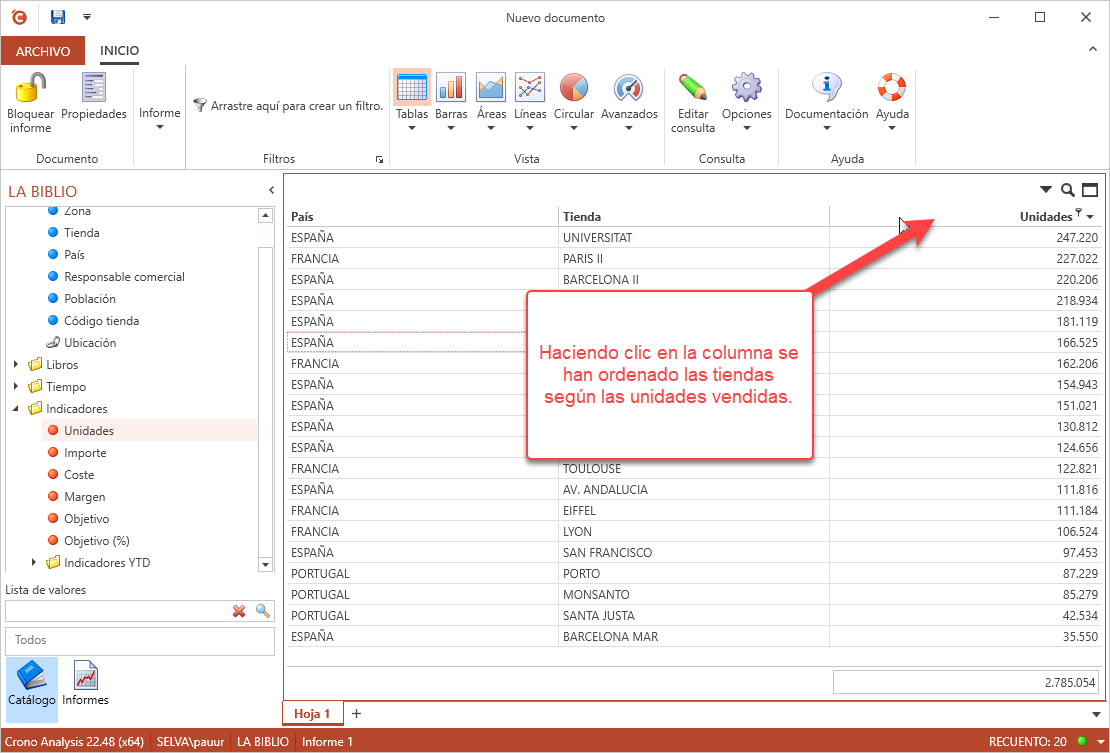 Nuevo documento
ARCHIVO INICIO
Bloquear informe
Propiedades
Documento
Informe
Arrastre aquí para crear un filtro.
Filtros
Tablas Barras Áreas Líneas Circular Avanzados
Vista
Editar consulta
Opciones
Consulta
Documentación Ayuda
Ayuda
LA BIBLIO
Zona
Tienda
País
Responsable comercial
Población
Código tienda
Ubicación
Libros
Tiempo
Indicadores
Unidades
Importe
Coste
Margen
Objetivo
Objetivo (%)
Indicadores YTD
Lista de valores
Todos
Catálogo Informes
País Tienda Unidades
ESPAÑA UNIVERSITAT 247.220
FRANCIA PARIS II 227.022
ESPAÑA BARCELONA II 220.206
ESPAÑA 218.934
ESPAÑA 181.119
ESPAÑA 166.525
FRANCIA 162.206
ESPAÑA 154.943
ESPAÑA 151.021
ESPAÑA 130.812
ESPAÑA 124.656
FRANCIA TOULOUSE 122.821
ESPAÑA AV. ANDALUCIA 111.816
FRANCIA EIFFEL 111.184
FRANCIA LYON 106.524
ESPAÑA SAN FRANCISCO 97.453
PORTUGAL PORTO 87.229
PORTUGAL MONSANTO 85.279
PORTUGAL SANTA JUSTA 42.534
ESPAÑA BARCELONA MAR 35.550
2.785.054
Haciendo clic en la columna se
han ordenado las tiendas
según las unidades vendidas.
Hoja 1 +
Crono Analysis 22.48 (x64) SELVA\pauur LA BIBLIO Informe 1 RECUENTO: 20